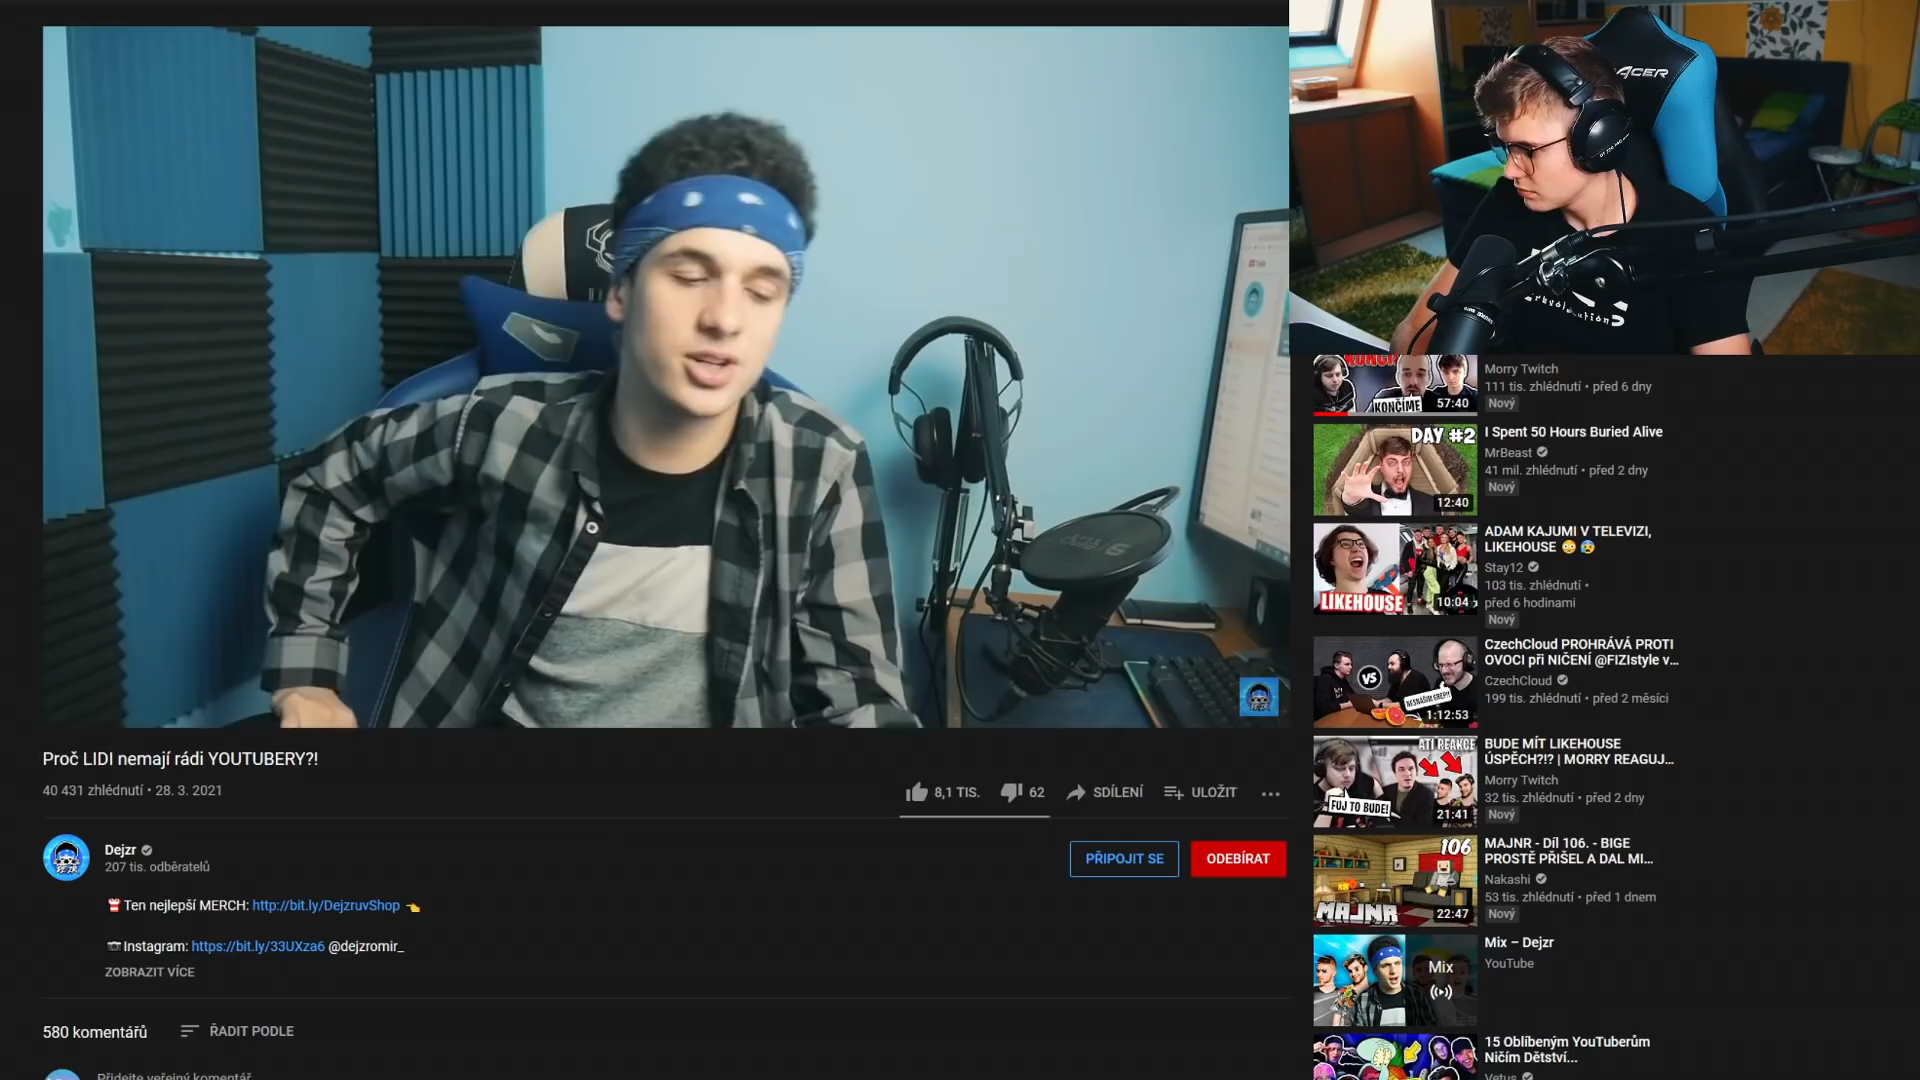 Proč LIDI nemají rádi YOUTUBERY?!
40 431 zhlédnutí • 28. 3. 2021
8,1 TIS.
62
SDÍLENÍ
ULOŽIT
Dejzr
207 tis. odběratelů
PŘIPOJIT SE
ODEBÍRAT
Ten nejlepší MERCH: http://bit.ly/DejzruvShop
Instagram: https://bit.ly/33UXza6 @dejzromir_
ZOBRAZIT VÍCE
580 komentářů
ŘADIT PODLE
Přidejte veřejný komentář
ACER
KONČÍME
57:40
Morry Twitch
111 tis. zhlédnutí • před 6 dny
Nový
DAY #2
12:40
I Spent 50 Hours Buried Alive
MrBeast
41 mil. zhlédnutí • před 2 dny
Nový
LIKEHOUSE
10:04
ADAM KAJUMI V TELEVIZI,
LIKEHOUSE 😳 😰
Stay12
103 tis. zhlédnutí •
před 6 hodinami
Nový
VS
NESNAŠÍM GREP!!
1:12:53
CzechCloud PROHRÁVÁ PROTI
OVOCI při NIČENÍ @FIZIstyle v...
CzechCloud
199 tis. zhlédnutí • před 2 měsíci
ATI REAKCE
FUJ TO BUDE!
21:41
BUDE MÍT LIKEHOUSE
ÚSPĚCH?!? | MORRY REAGUJ...
Morry Twitch
32 tis. zhlédnutí • před 2 dny
Nový
106
MAJNR
22:47
MAJNR - Díl 106. - BIGE
PROSTĚ PŘIŠEL A DAL MI...
Nakashi
53 tis. zhlédnutí • před 1 dnem
Nový
Mix
Mix – Dejzr
YouTube
15 Oblíbeným YouTuberům
Ničím Dětství...
Vetus